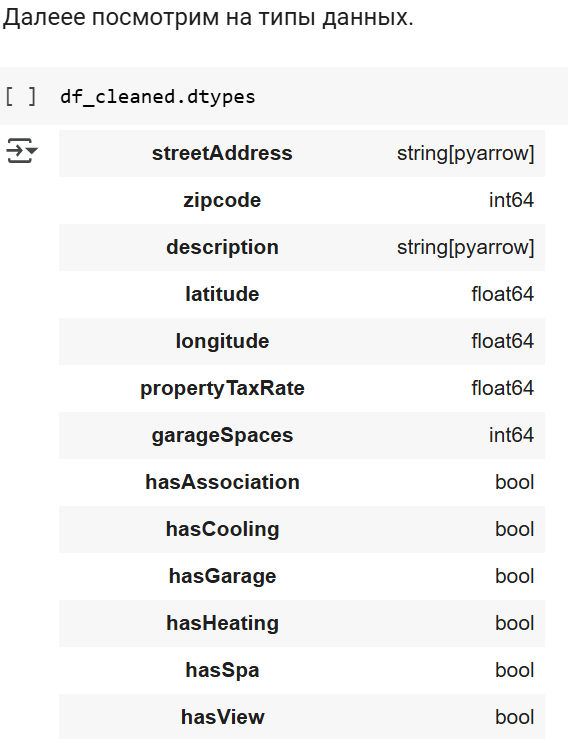 Далеее посмотрим на типы данных.
[ ] df_cleaned.dtypes
streetAddress string[pyarrow]
zipcode int64
description string[pyarrow]
latitude float64
longitude float64
propertyTaxRate float64
garageSpaces int64
hasAssociation bool
hasCooling bool
hasGarage bool
hasHeating bool
hasSpa bool
hasView bool